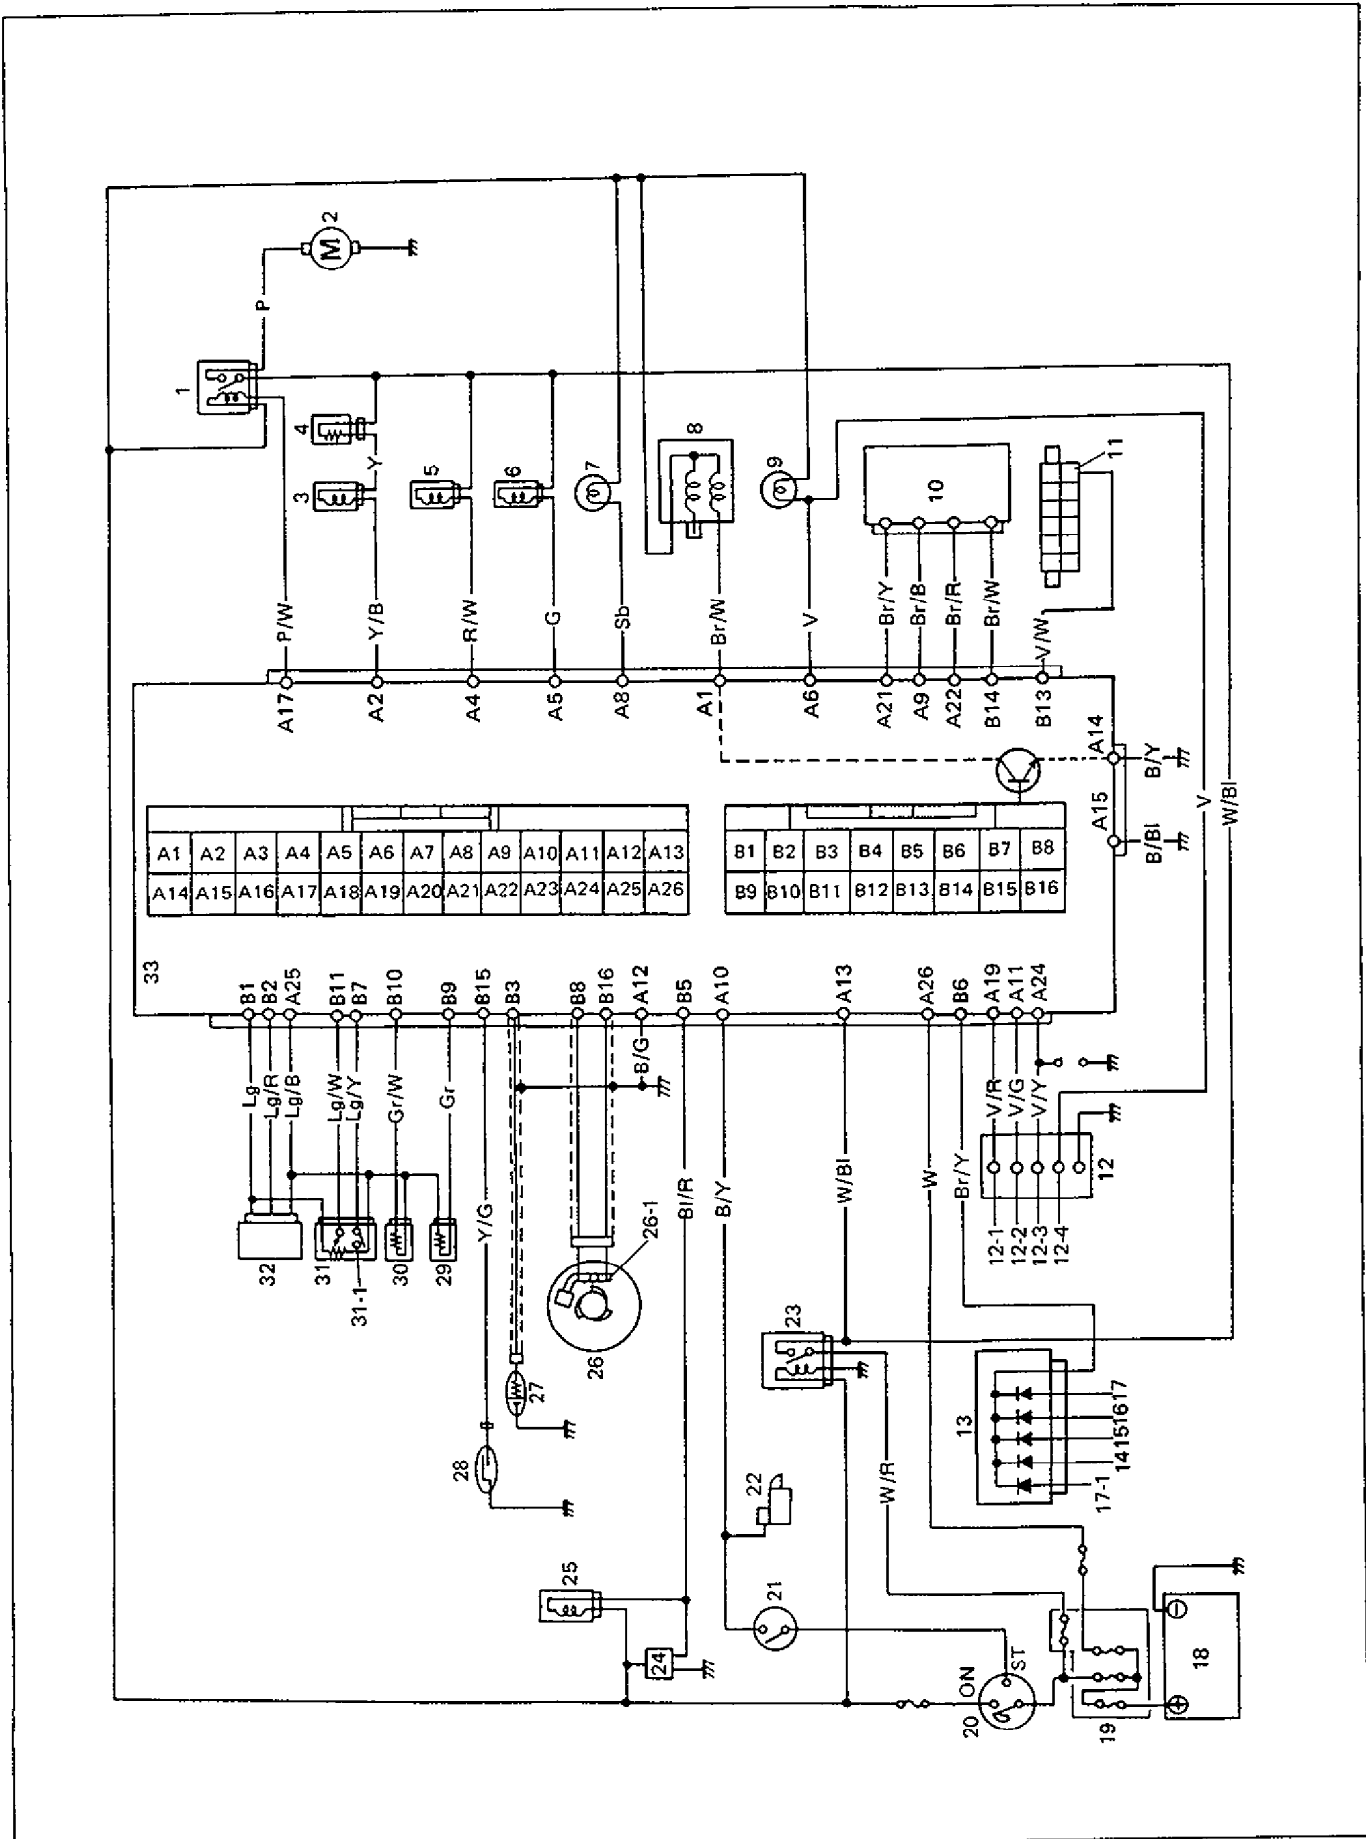 2
M
P
1
4
3
Y
5
6
7
8
9
10
11
P/W
Y/B
R/W
G
Sb
Br/W
V
Br/Y
Br/B
Br/R
Br/W
V/W
A17
A2
A4
A5
A8
A1
A6
A21
A9
A22
B14
B13
A14
A15
B/Y
B/Bl
V
W/Bl
A1 A2 A3 A4 A5 A6 A7 A8 A9 A10 A11 A12 A13
A14 A15 A16 A17 A18 A19 A20 A21 A22 A23 A24 A25 A26
B1 B2 B3 B4 B5 B6 B7 B8
B9 B10 B11 B12 B13 B14 B15 B16
33
B1
B2
A25
B11
B7
B10
B9
B15
B3
B8
B16
A12
B5
A10
A13
A26
B6
A19
A11
A24
Lg
Lg/R
Lg/B
Lg/W
Lg/Y
Gr/W
Gr
Y/G
B/G
Bl/R
B/Y
W/Bl
W
Br/Y
V/R
V/G
V/Y
12
12-1
12-2
12-3
12-4
32
31
31-1
30
29
28
27
26
26-1
25
24
23
22
21
W/R
13
17
16
15
14
17-1
20
ON
ST
19
18